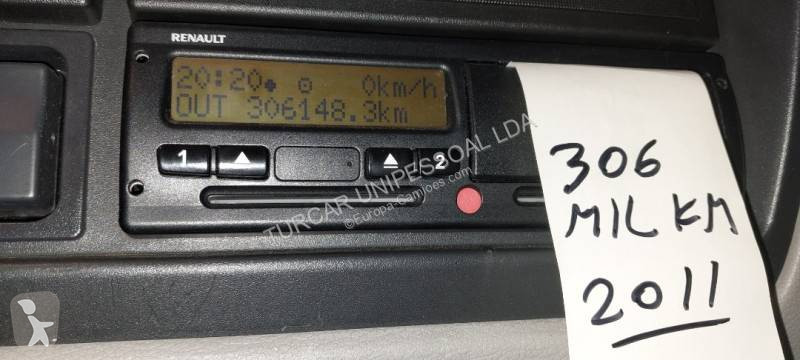 RENAULT
20:20 0km/h
OUT 306148.3km
1 2
306
MIL KM
2011
TURCAR UNIPESSOAL LDA
©Europa-Camioes.com